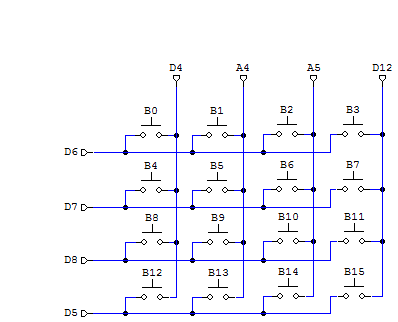 D4 A4 A5 D12
B0 B1 B2 B3
D6
B4 B5 B6 B7
D7
B8 B9 B10 B11
D8
B12 B13 B14 B15
D5